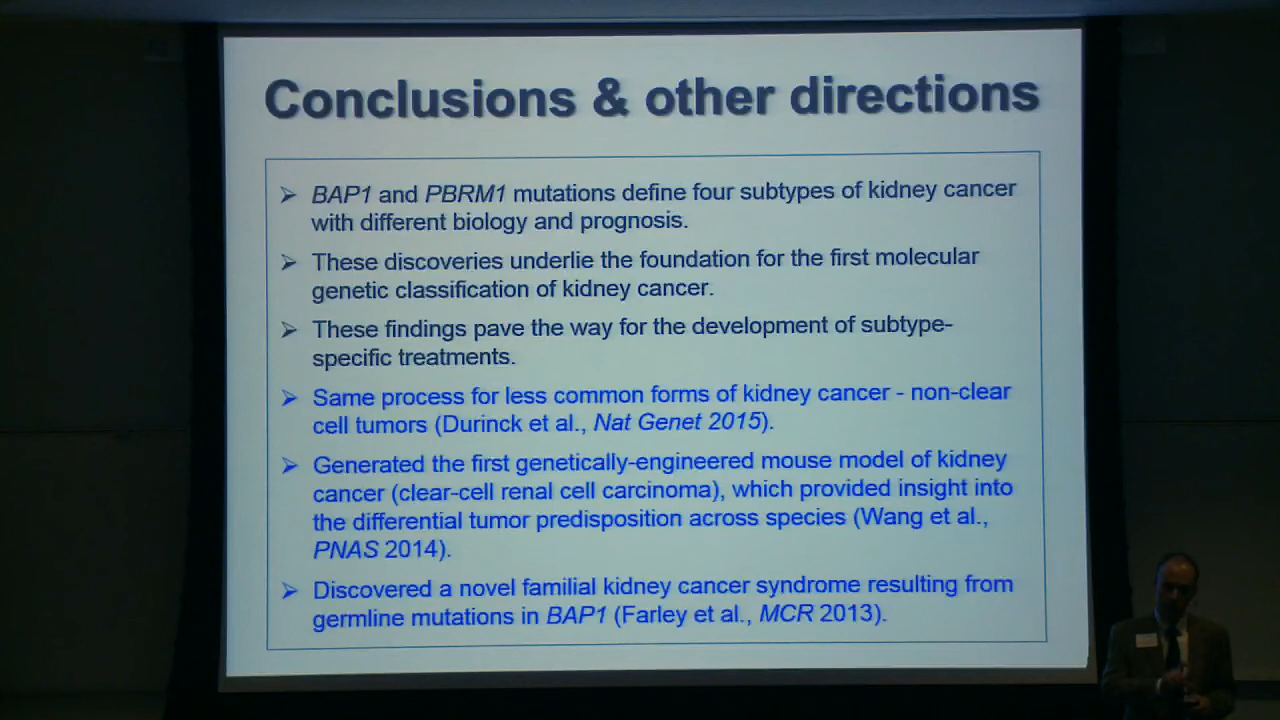 Conclusions & other directions
➢ BAP1 and PBRM1 mutations define four subtypes of kidney cancer
with different biology and prognosis.
➢ These discoveries underlie the foundation for the first molecular
genetic classification of kidney cancer.
➢ These findings pave the way for the development of subtype-
specific treatments.
➢ Same process for less common forms of kidney cancer - non-clear
cell tumors (Durinck et al., Nat Genet 2015).
➢ Generated the first genetically-engineered mouse model of kidney
cancer (clear-cell renal cell carcinoma), which provided insight into
the differential tumor predisposition across species (Wang et al.,
PNAS 2014).
➢ Discovered a novel familial kidney cancer syndrome resulting from
germline mutations in BAP1 (Farley et al., MCR 2013).